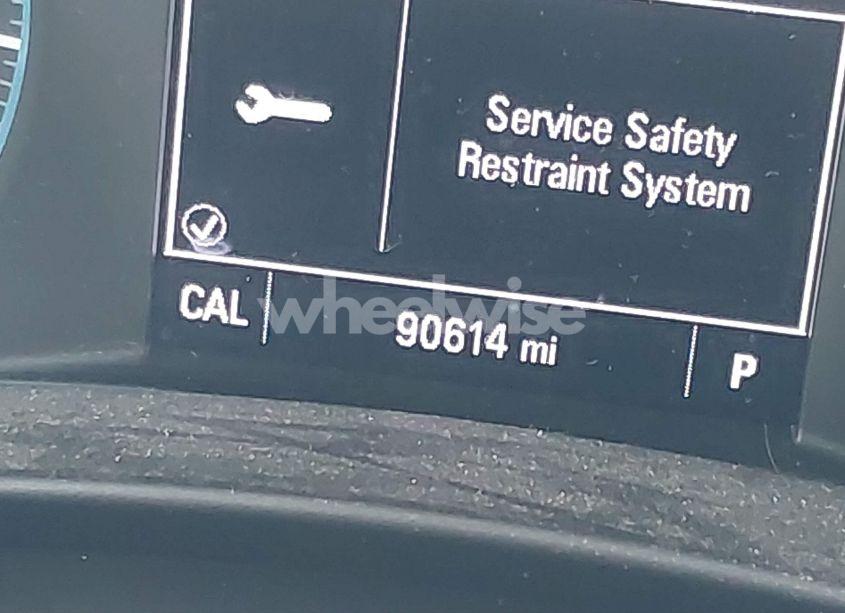 Service Safety
Restraint System
CAL
wheelwise
90614 mi
P